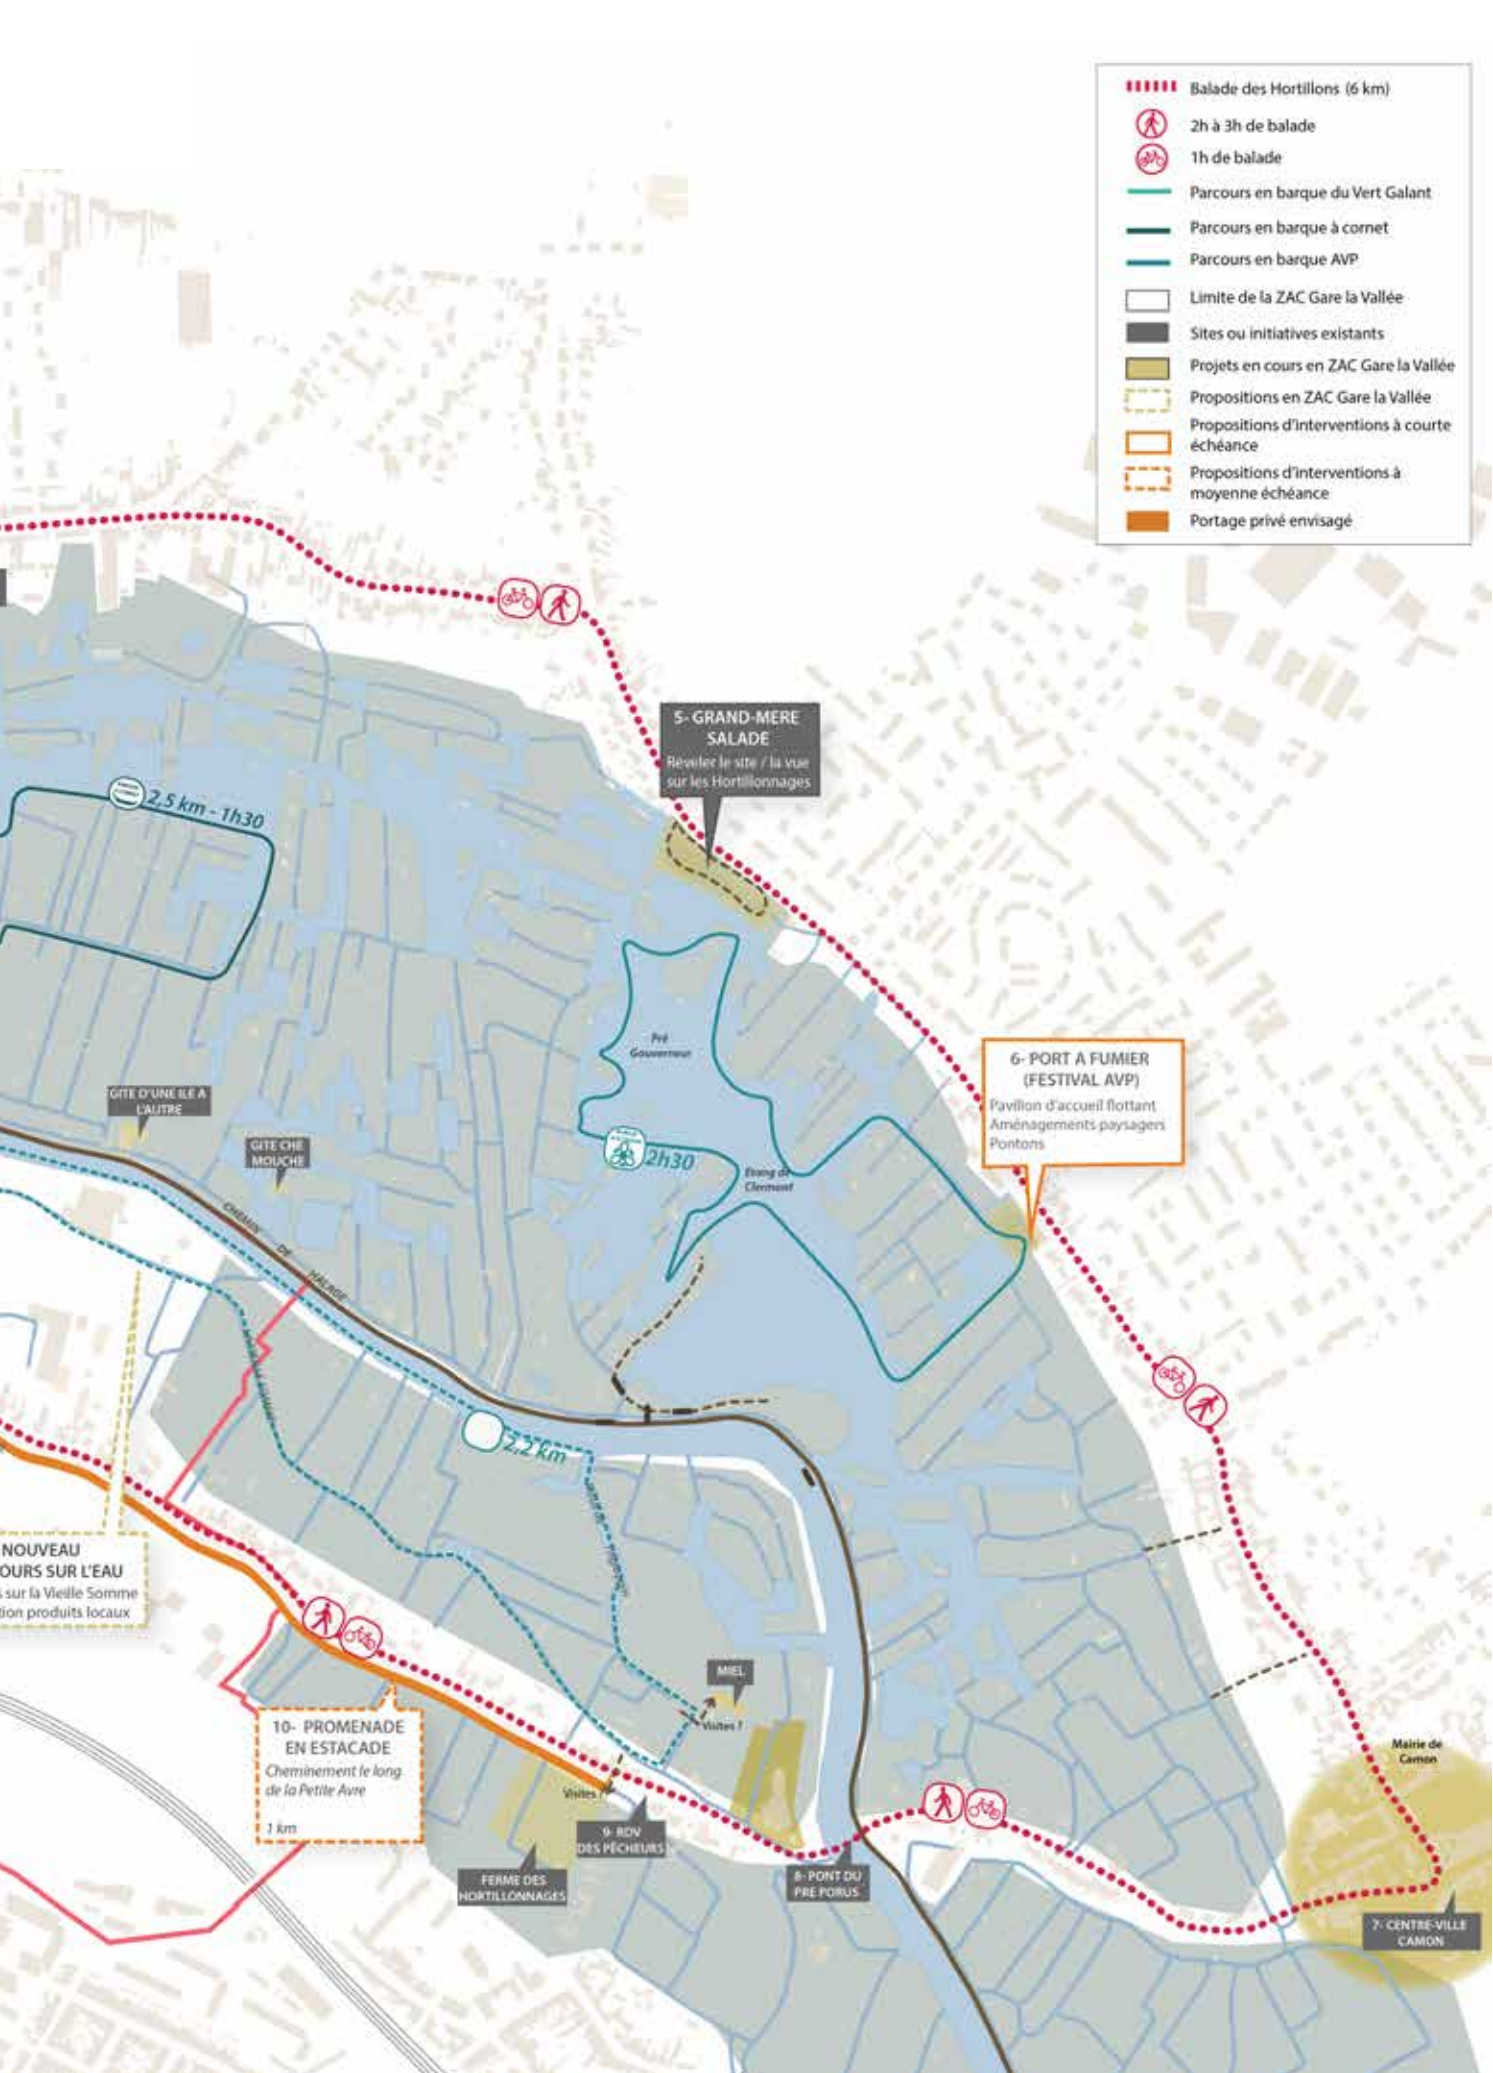 Balade des Hortillons (6 km)
2h à 3h de balade
1h de balade
Parcours en barque du Vert Galant
Parcours en barque à cornet
Parcours en barque AVP
Limite de la ZAC Gare la Vallée
Sites ou initiatives existants
Projets en cours en ZAC Gare la Vallée
Propositions en ZAC Gare la Vallée
Propositions d'interventions à courte
échéance
Propositions d'interventions à
moyenne échéance
Portage privé envisagé
5- GRAND-MERE
SALADE
Révéler le site / la vue
sur les Hortillonnages
2,5 km - 1h30
Pré
Gouverneur
6- PORT A FUMIER
(FESTIVAL AVP)
Pavillon d'accueil flottant
Aménagements paysagers
Pontons
GITE D'UNE ILE A
L'AUTRE
GITE CHE
MOUCHE
2h30
Etang de
Clermont
CHEMIN DE HALAGE
2,2 km
NOUVEAU
OURS SUR L'EAU
s sur la Vieille Somme
tion produits locaux
MIEL
Visites ?
10- PROMENADE
EN ESTACADE
Cheminement le long
de la Petite Avre
1 km
Visites ?
Mairie de
Camon
9- RDV
DES PÊCHEURS
FERME DES
HORTILLONNAGES
8- PONT DU
PRE PORUS
7- CENTRE-VILLE
CAMON